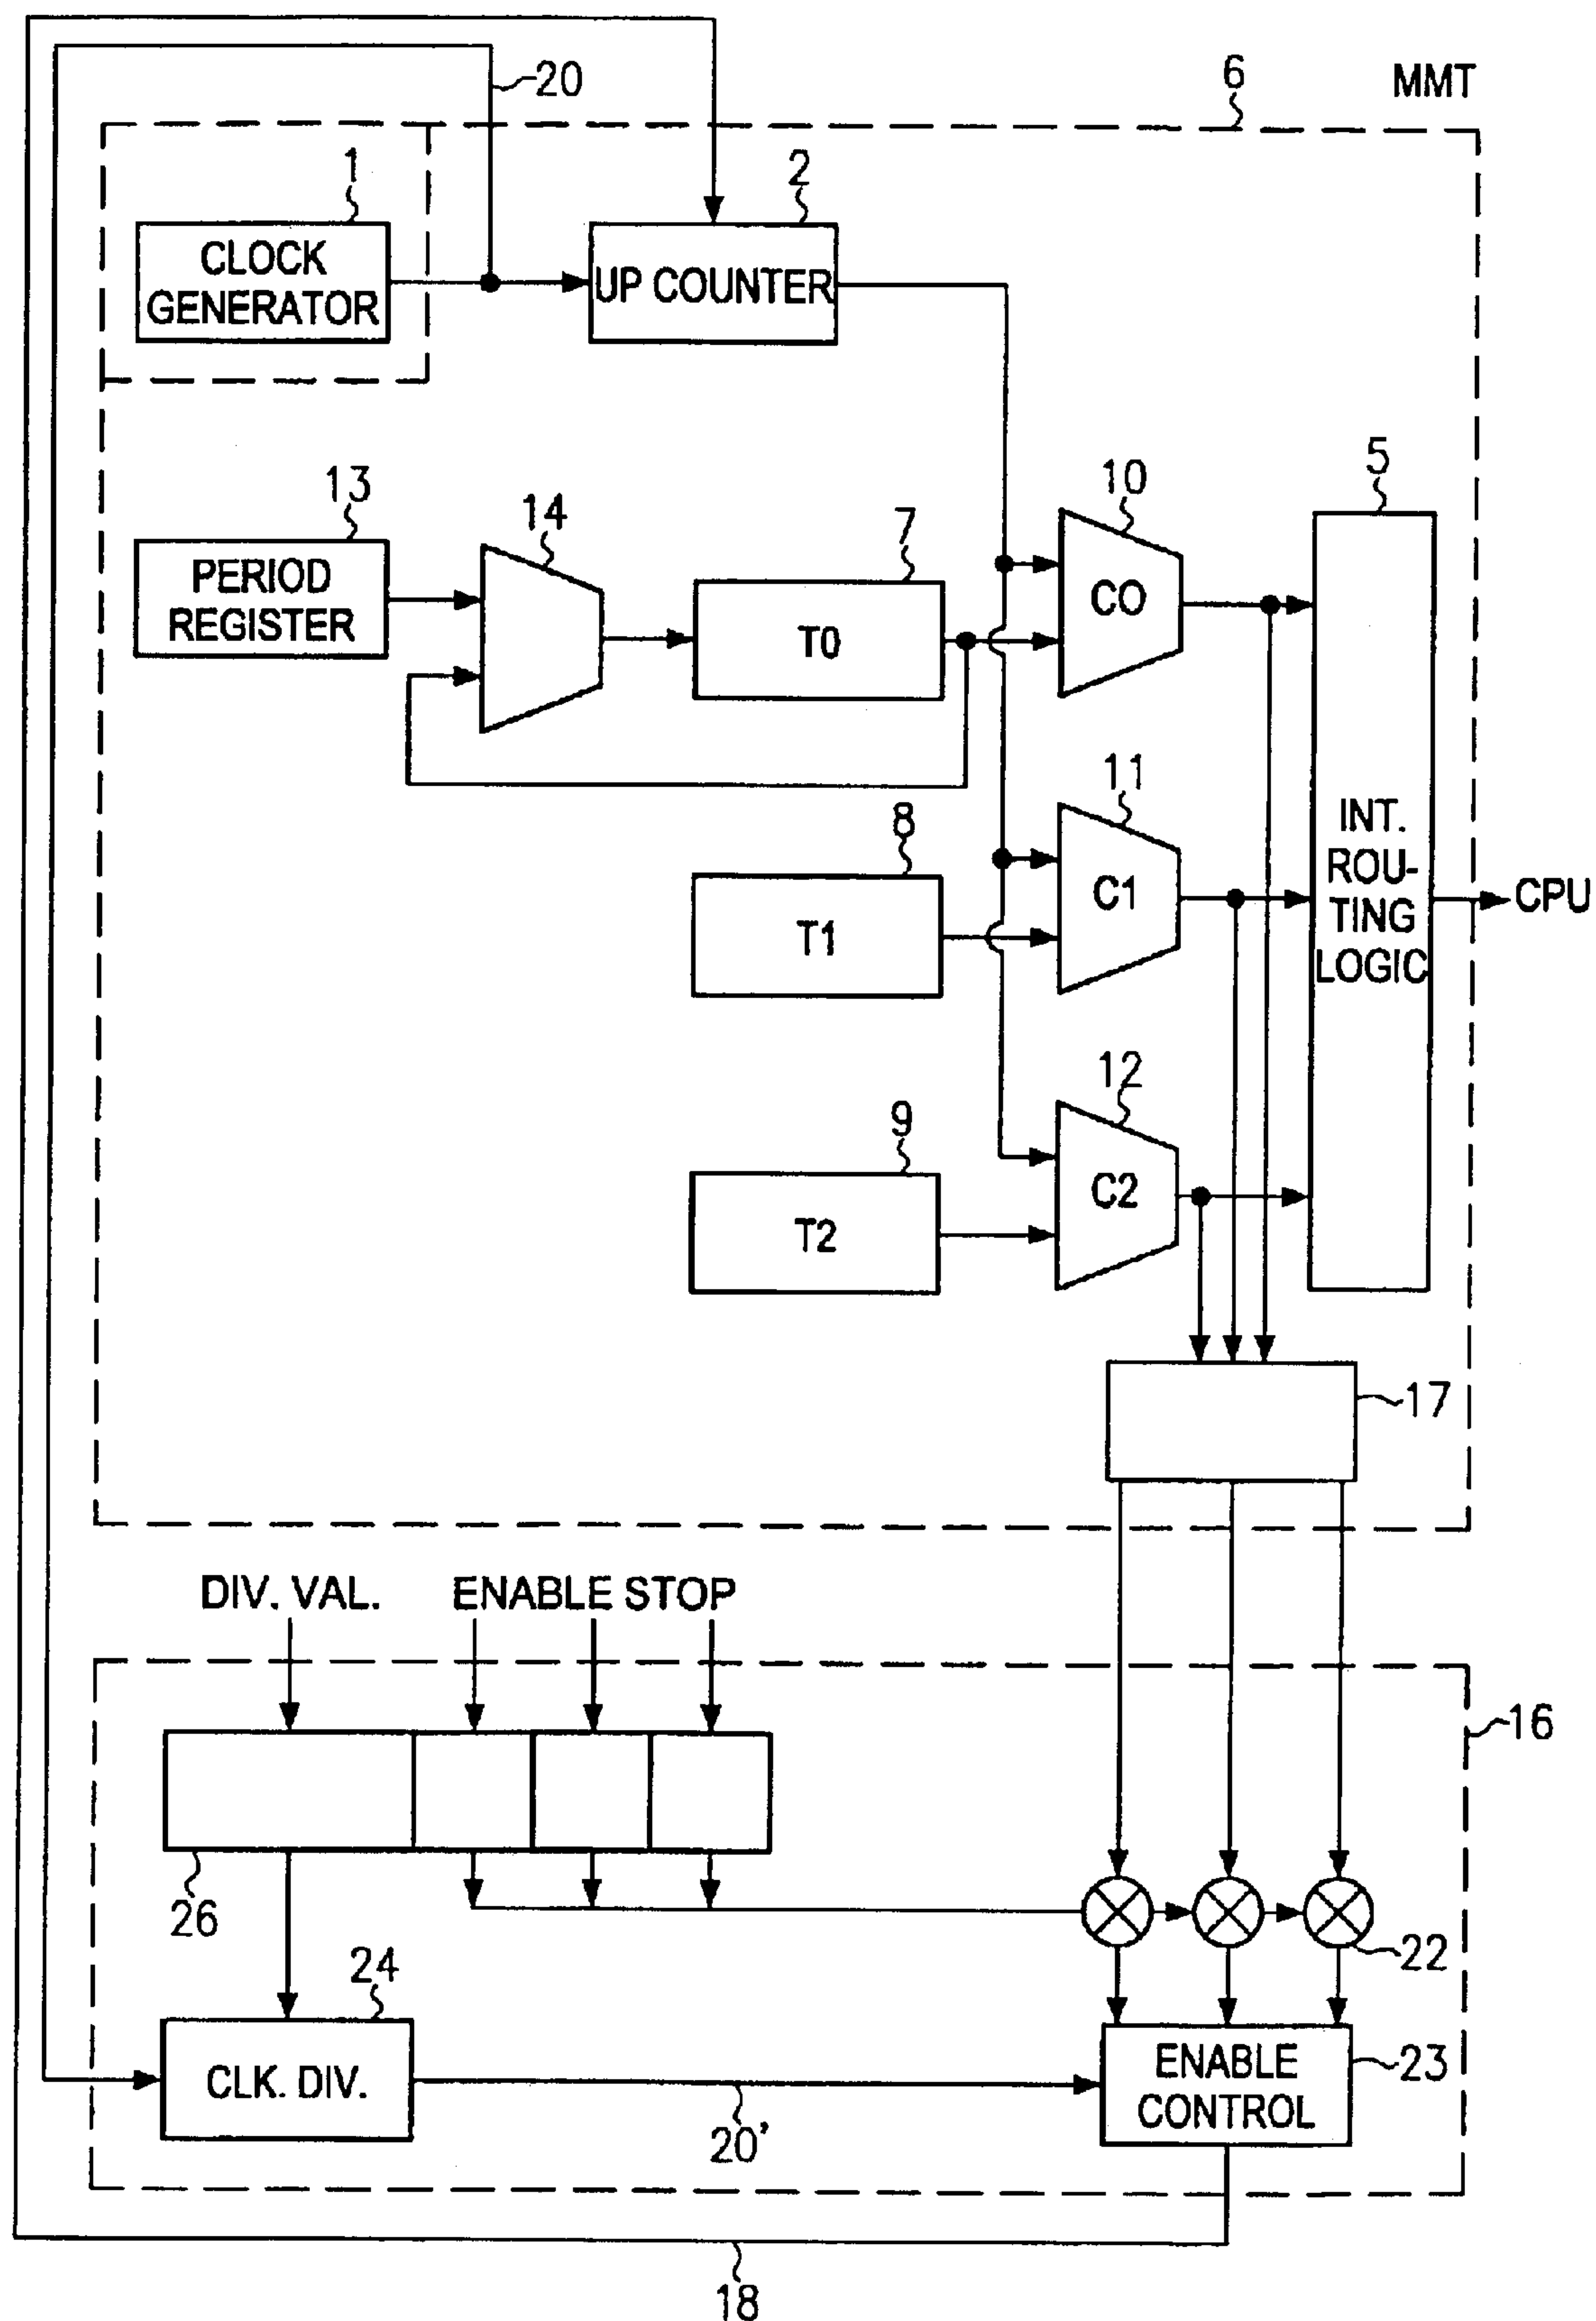 20
6
MMT
1
2
CLOCK
GENERATOR
UP COUNTER
13
14
7
10
5
PERIOD
REGISTER
T0
C0
8
11
T1
C1
INT.
ROU-
TING
LOGIC
CPU
9
12
T2
C2
17
DIV. VAL.
ENABLE STOP
16
26
22
24
CLK. DIV.
20'
ENABLE
CONTROL
23
18